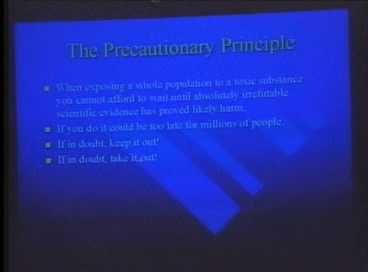 The Precautionary Principle
When exposing a whole population to a toxic substance
you cannot afford to wait until absolutely irrefutable
scientific evidence has proved likely harm.
If you do it could be too late for millions of people.
If in doubt, keep it out!
If in doubt, take it out!